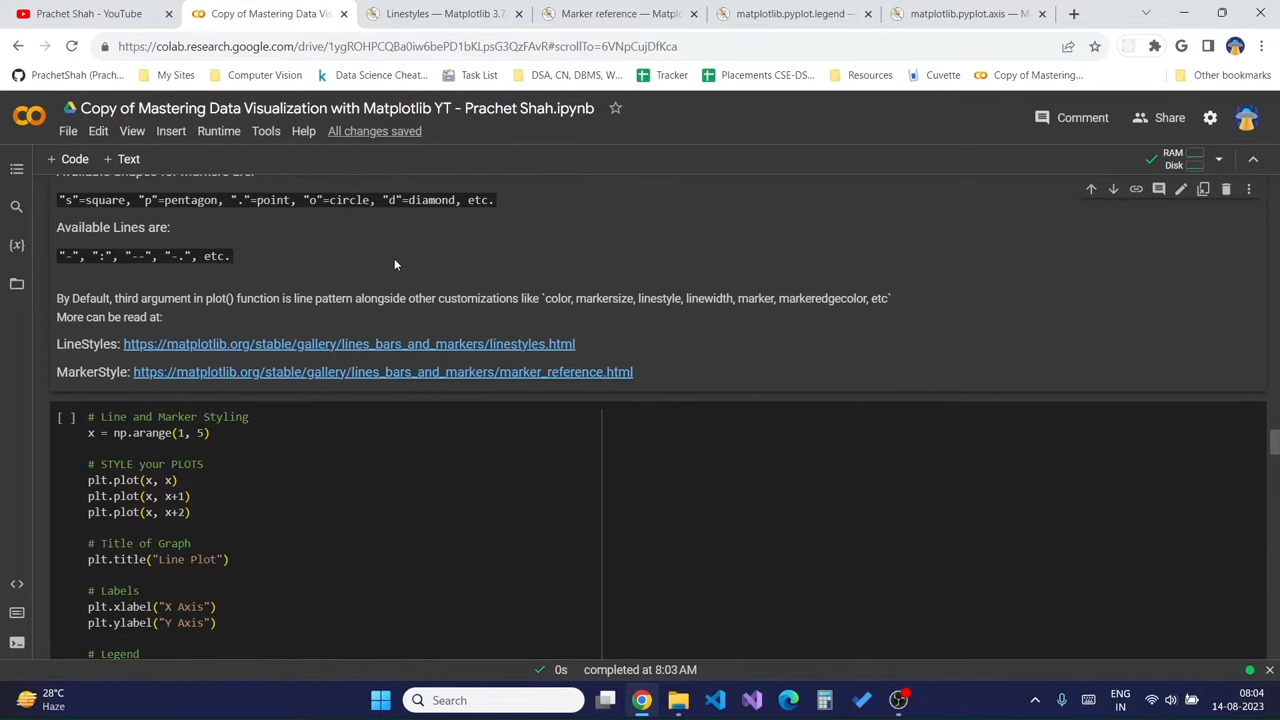 Prachet Shah - YouTube
Copy of Mastering Data Vis
Linestyles — Matplotlib 3.7.
Marker reference — Matplo
matplotlib.pyplot.legend —
matplotlib.pyplot.axis — M
https://colab.research.google.com/drive/1ygROHPCQBa0iwEbePD1bKLpsG3QzFAvR#scrollTo=6VNpCujDfKca
PrachetShah (Prach...
My Sites
Computer Vision
Data Science Cheat...
Task List
DSA, CN, DBMS, W...
Tracker
Placements CSE-DS...
Resources
Cuvette
Copy of Mastering...
Other bookmarks
Copy of Mastering Data Visualization with Matplotlib YT - Prachet Shah.ipynb
Comment
Share
File Edit View Insert Runtime Tools Help All changes saved
+ Code + Text
RAM
Disk
Available Shapes for Markers are:
"s"=square, "p"=pentagon, "."=point, "o"=circle, "d"=diamond, etc.
Available Lines are:
"-", ":", "--", "-.", etc.
By Default, third argument in plot() function is line pattern alongside other customizations like `color, markersize, linestyle, linewidth, marker, markeredgecolor, etc`
More can be read at:
LineStyles: https://matplotlib.org/stable/gallery/lines_bars_and_markers/linestyles.html
MarkerStyle: https://matplotlib.org/stable/gallery/lines_bars_and_markers/marker_reference.html
[ ] # Line and Marker Styling
x = np.arange(1, 5)
# STYLE your PLOTS
plt.plot(x, x)
plt.plot(x, x+1)
plt.plot(x, x+2)
# Title of Graph
plt.title("Line Plot")
# Labels
plt.xlabel("X Axis")
plt.ylabel("Y Axis")
# Legend
0s completed at 8:03 AM
28°C
Haze
Search
ENG
IN
08:04
14-08-2023